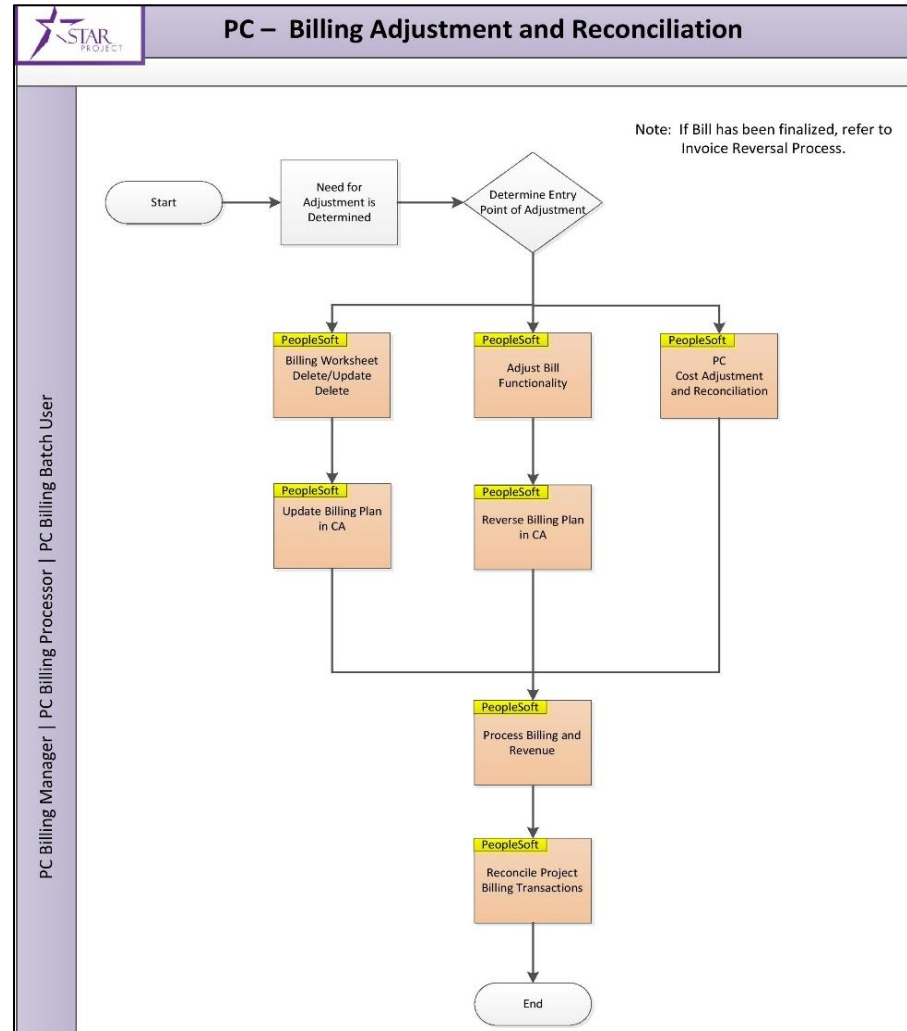 STAR
PROJECT
PC – Billing Adjustment and Reconciliation
Note: If Bill has been finalized, refer to
Invoice Reversal Process.
Start
Need for
Adjustment is
Determined
Determine Entry
Point of Adjustment
PeopleSoft
Billing Worksheet
Delete/Update
Delete
PeopleSoft
Adjust Bill
Functionality
PeopleSoft
PC
Cost Adjustment
and Reconciliation
PeopleSoft
Update Billing Plan
in CA
PeopleSoft
Reverse Billing Plan
in CA
PeopleSoft
Process Billing and
Revenue
PeopleSoft
Reconcile Project
Billing Transactions
End
PC Billing Manager | PC Billing Processor | PC Billing Batch User